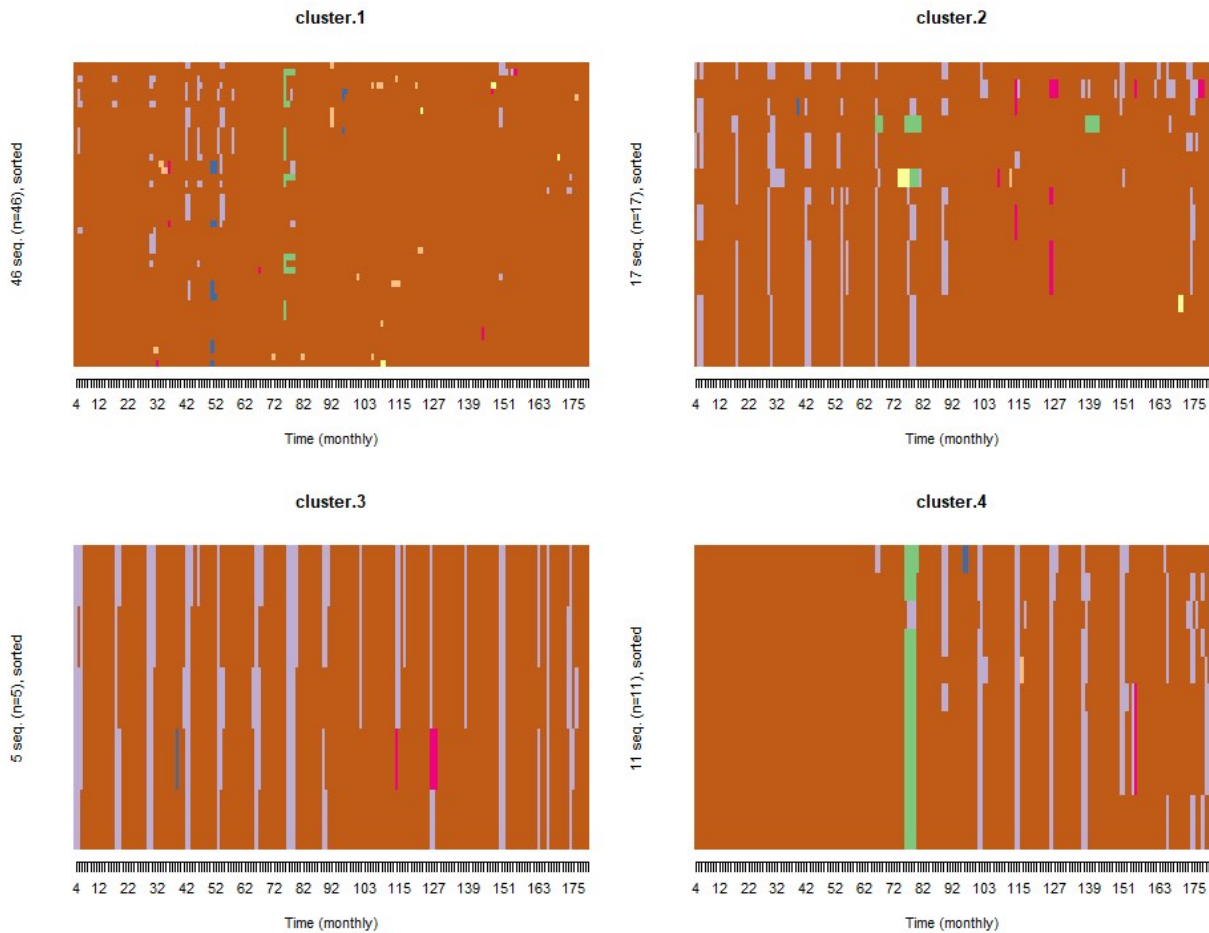 cluster.1
46 seq. (n=46), sorted
4 12 22 32 42 52 62 72 82 92 103 115 127 139 151 163 175
Time (monthly)
cluster.2
17 seq. (n=17), sorted
4 12 22 32 42 52 62 72 82 92 103 115 127 139 151 163 175
Time (monthly)
cluster.3
5 seq. (n=5), sorted
4 12 22 32 42 52 62 72 82 92 103 115 127 139 151 163 175
Time (monthly)
cluster.4
11 seq. (n=11), sorted
4 12 22 32 42 52 62 72 82 92 103 115 127 139 151 163 175
Time (monthly)